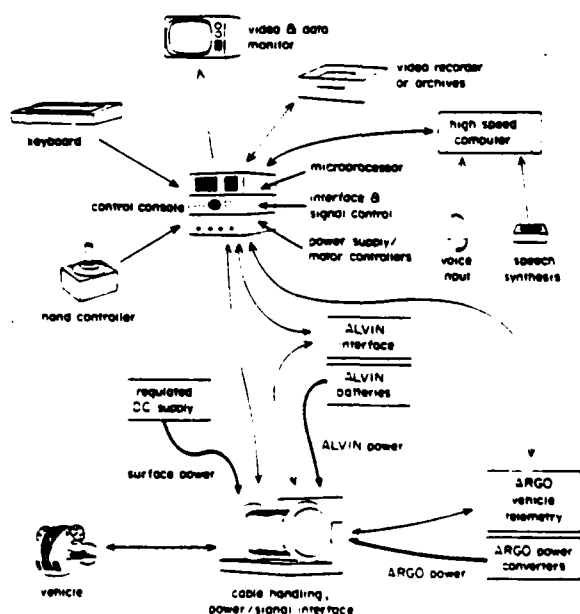 video & data
monitor
video recorder
or archives
keyboard
high speed
computer
microprocessor
control console
interface &
signal control
power supply/
motor controllers
voice
input
speech
synthesis
hand controller
ALVIN
interface
ALVIN
batteries
regulated
DC supply
ALVIN power
surface power
ARGO
vehicle
telemetry
ARGO power
converters
ARGO power
vehicle
cable handling,
power/signal interface